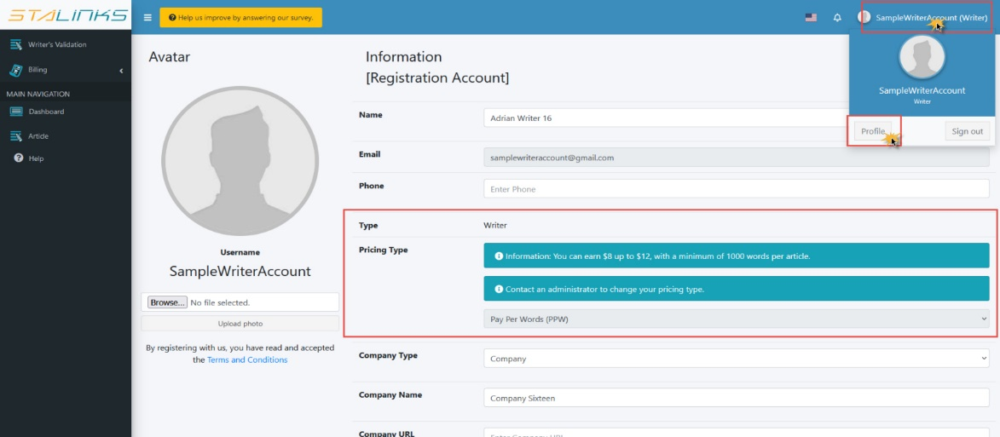 STALINKS
Help us improve by answering our survey.
SampleWriterAccount (Writer)
Writer's Validation
Billing
MAIN NAVIGATION
Dashboard
Article
Help
Avatar
Username
SampleWriterAccount
Browse... No file selected.
Upload photo
By registering with us, you have read and accepted
the Terms and Conditions
Information
[Registration Account]
Name
Adrian Writer 16
Email
samplewriteraccount@gmail.com
Phone
Enter Phone
Type
Writer
Pricing Type
Information: You can earn $8 up to $12, with a minimum of 1000 words per article.
Contact an administrator to change your pricing type.
Pay Per Words (PPW)
Company Type
Company
Company Name
Company Sixteen
Company URL
Enter Company URL
SampleWriterAccount
Writer
Profile
Sign out